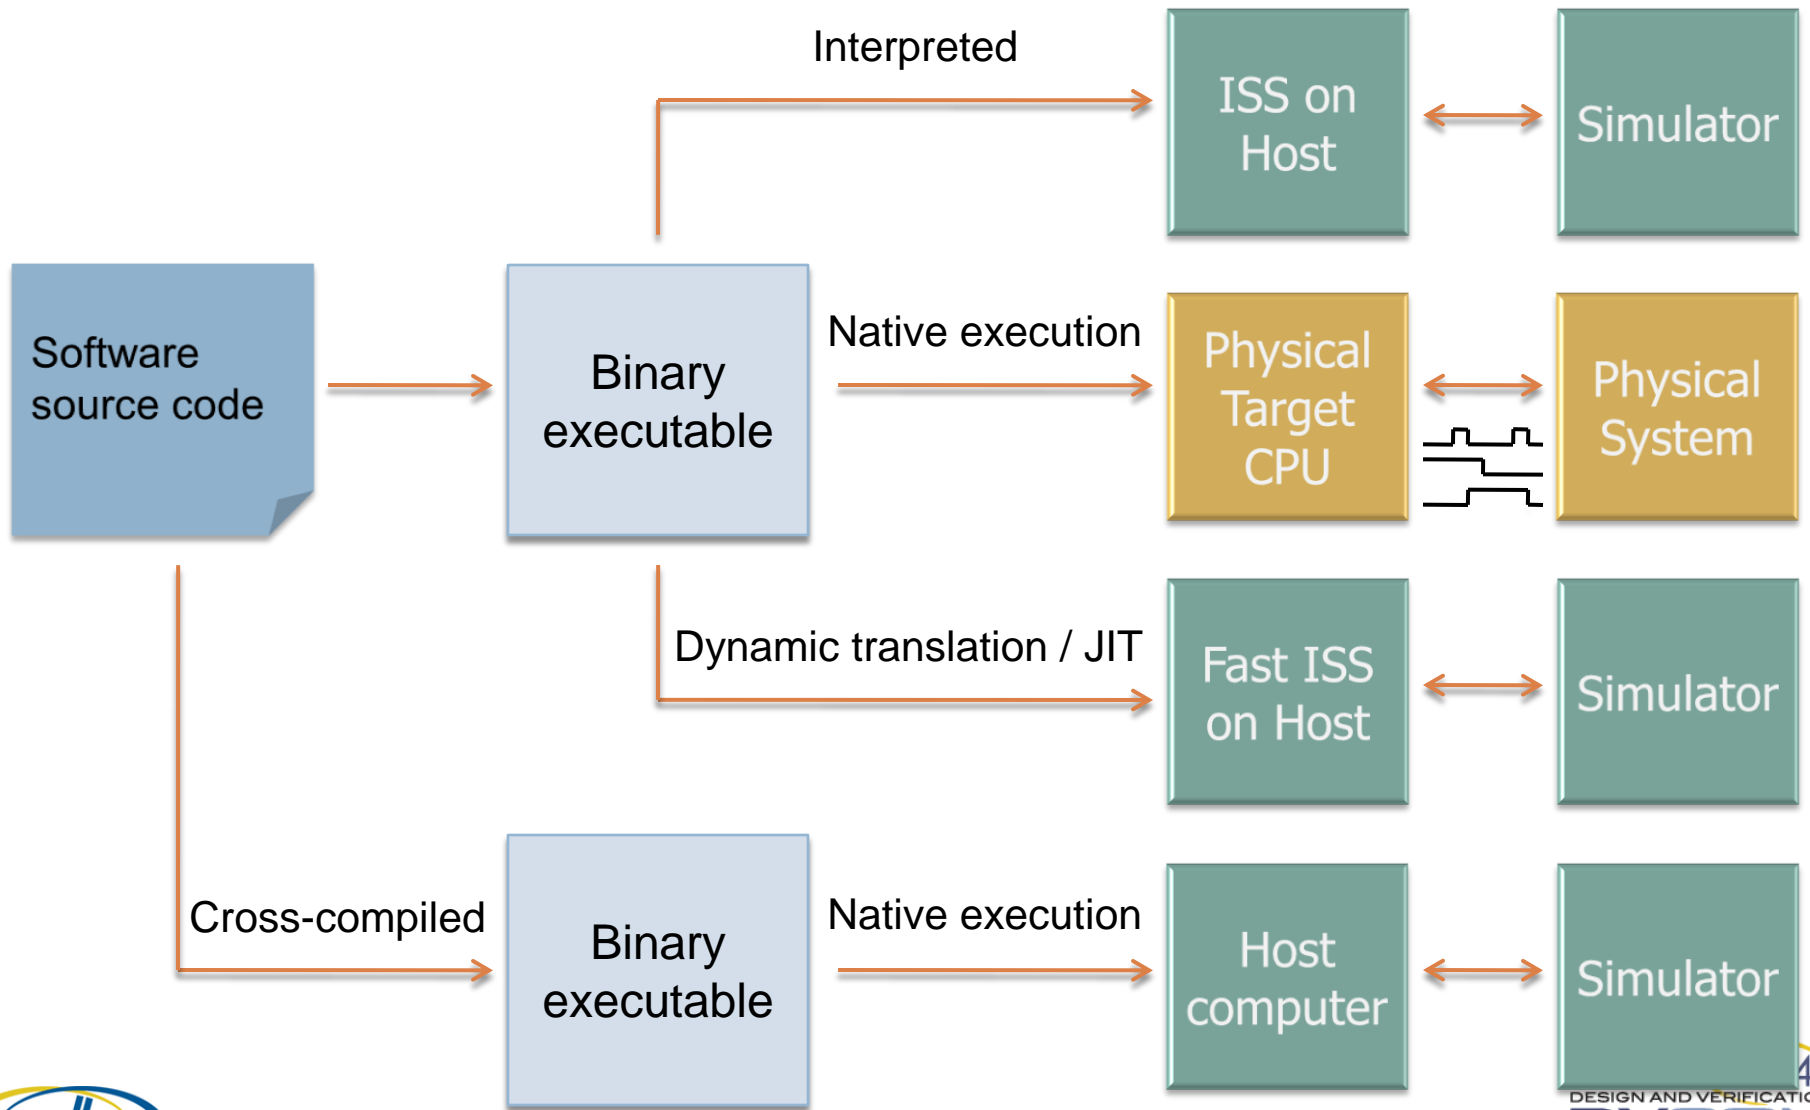 Interpreted
ISS on
Host
Simulator
Software
source code
Binary
executable
Native execution
Physical
Target
CPU
Physical
System
Dynamic translation / JIT
Fast ISS
on Host
Simulator
Cross-compiled
Binary
executable
Native execution
Host
computer
Simulator
4
DESIGN AND VERIFICATIO